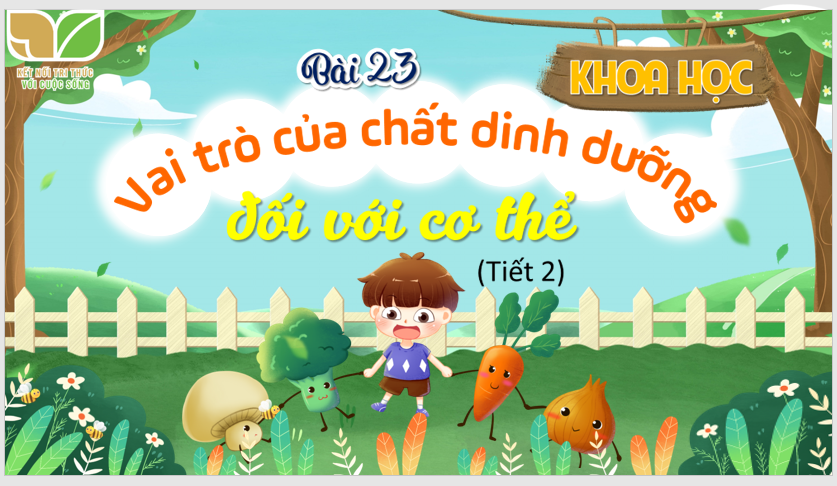 KẾT NỐI TRI THỨC
VỚI CUỘC SỐNG
Bài 23
KHOA HỌC
Vai trò của chất dinh dưỡng
đối với cơ thể
(Tiết 2)